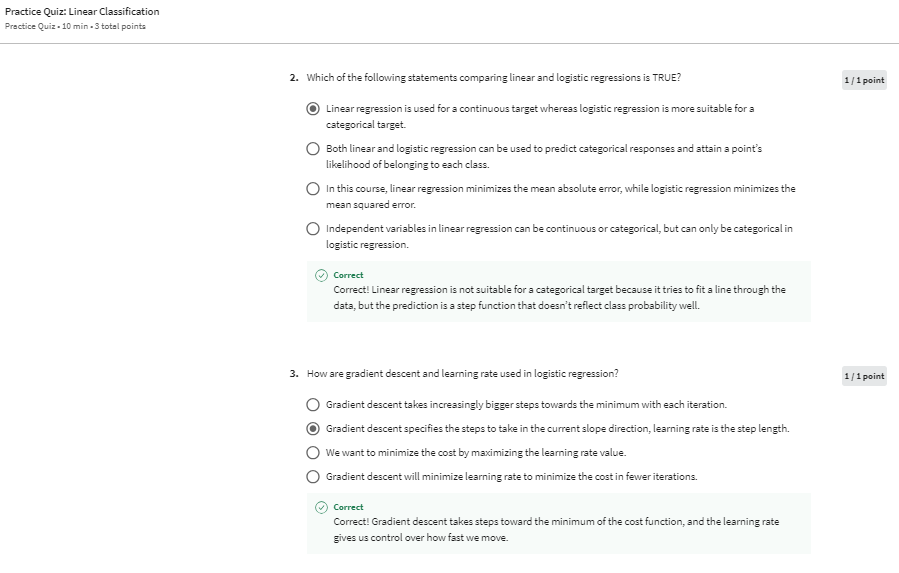 Practice Quiz: Linear Classification
Practice Quiz • 10 min • 3 total points
2. Which of the following statements comparing linear and logistic regressions is TRUE?
1 / 1 point
Linear regression is used for a continuous target whereas logistic regression is more suitable for a
categorical target.
Both linear and logistic regression can be used to predict categorical responses and attain a point's
likelihood of belonging to each class.
In this course, linear regression minimizes the mean absolute error, while logistic regression minimizes the
mean squared error.
Independent variables in linear regression can be continuous or categorical, but can only be categorical in
logistic regression.
Correct
Correct! Linear regression is not suitable for a categorical target because it tries to fit a line through the
data, but the prediction is a step function that doesn't reflect class probability well.
3. How are gradient descent and learning rate used in logistic regression?
1 / 1 point
Gradient descent takes increasingly bigger steps towards the minimum with each iteration.
Gradient descent specifies the steps to take in the current slope direction, learning rate is the step length.
We want to minimize the cost by maximizing the learning rate value.
Gradient descent will minimize learning rate to minimize the cost in fewer iterations.
Correct
Correct! Gradient descent takes steps toward the minimum of the cost function, and the learning rate
gives us control over how fast we move.